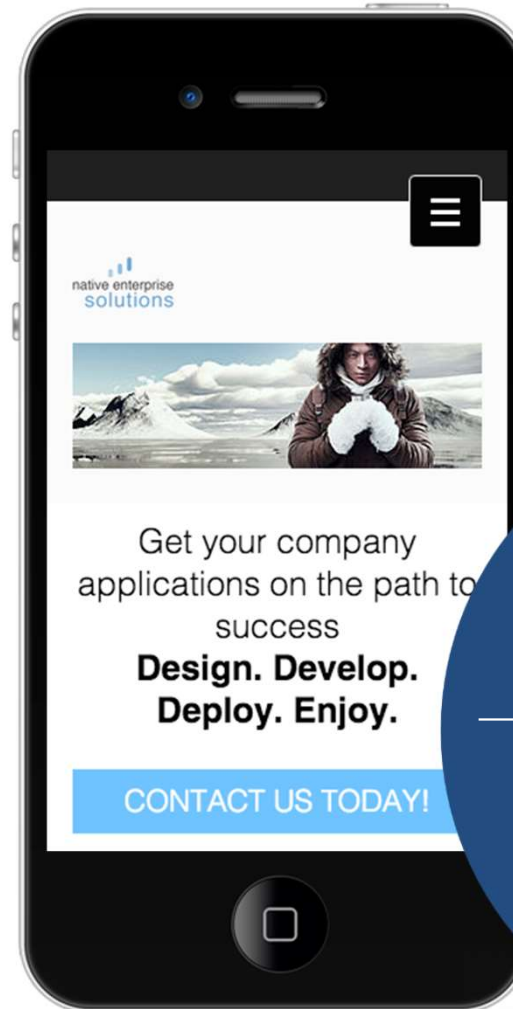 native enterprise
solutions
Get your company
applications on the path to
success
Design. Develop.
Deploy. Enjoy.
CONTACT US TODAY!